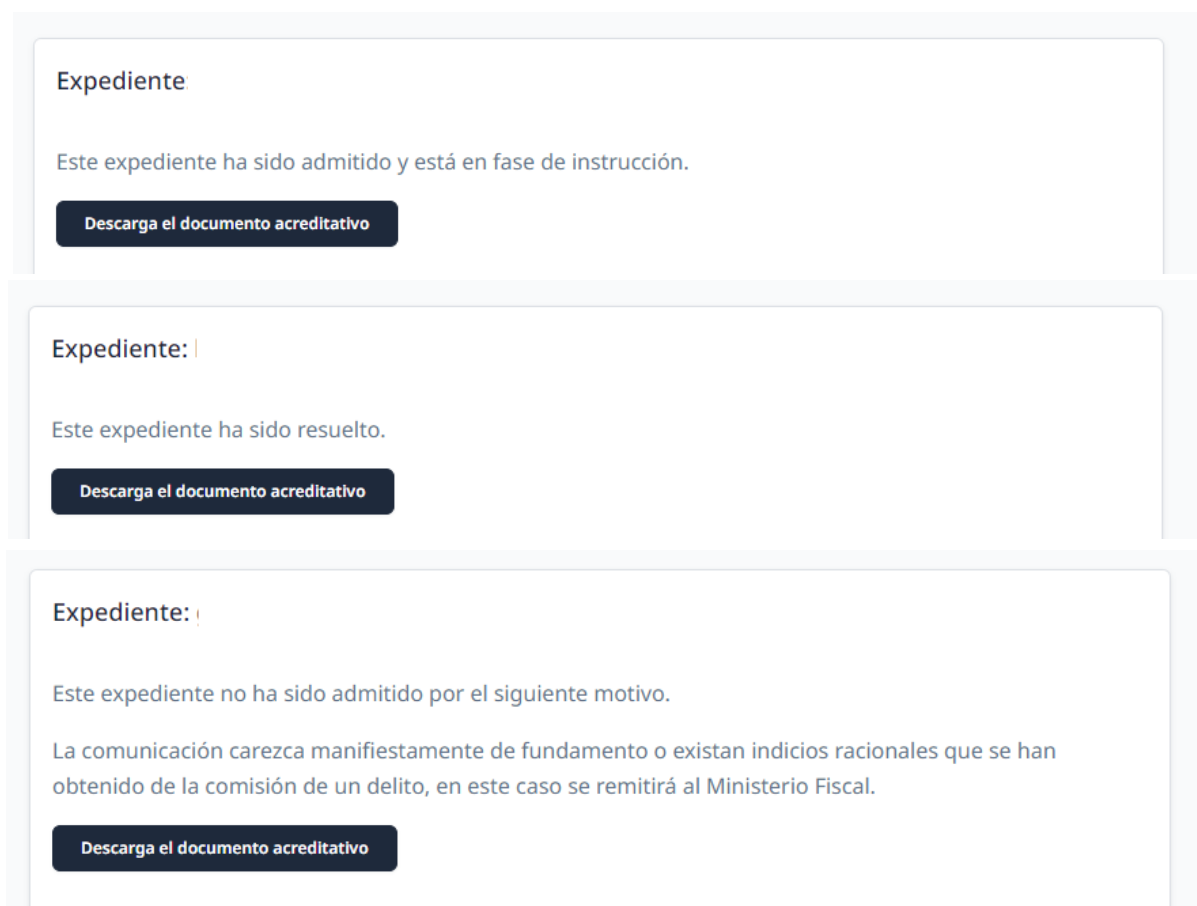 Expediente:
Este expediente ha sido admitido y está en fase de instrucción.
Descarga el documento acreditativo
Expediente:
Este expediente ha sido resuelto.
Descarga el documento acreditativo
Expediente:
Este expediente no ha sido admitido por el siguiente motivo.
La comunicación carezca manifiestamente de fundamento o existan indicios racionales que se han
obtenido de la comisión de un delito, en este caso se remitirá al Ministerio Fiscal.
Descarga el documento acreditativo